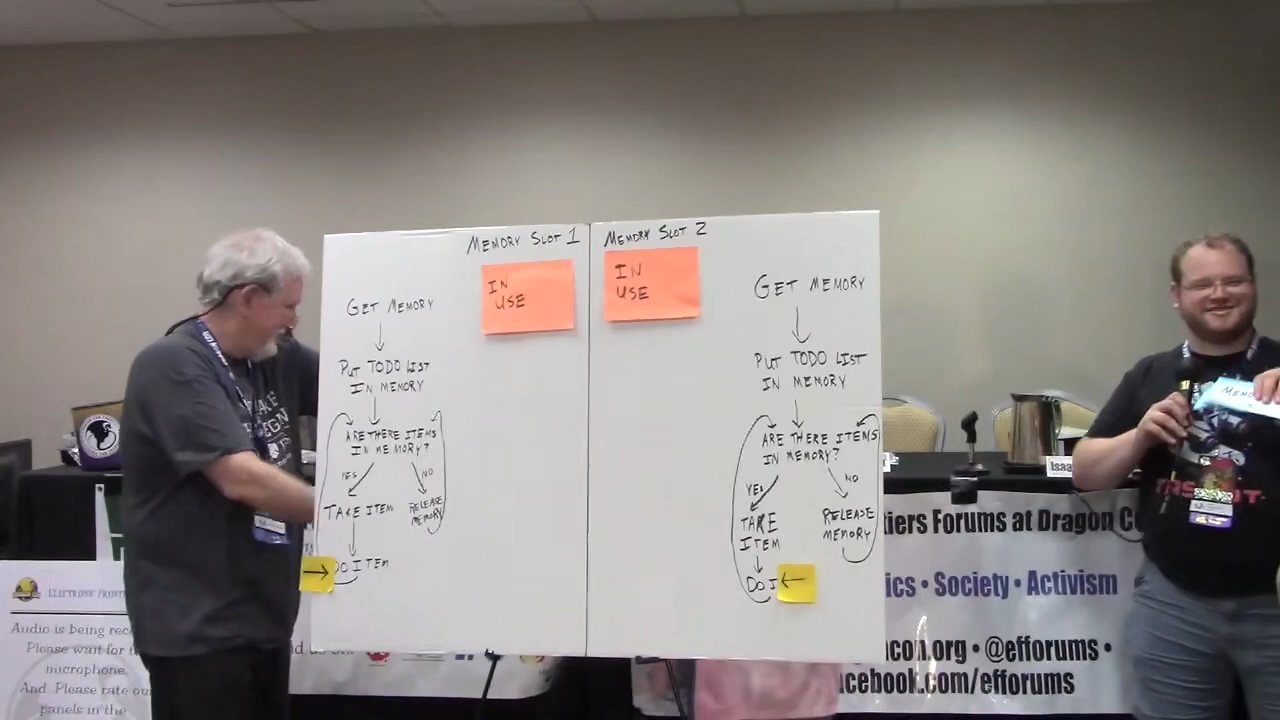 MEMORY SLOT 1
IN
USE
GET MEMORY
PUT TODO LIST
IN MEMORY
ARE THERE ITEMS
IN MEMORY?
YES
NO
TAKE ITEM
RELEASE
MEMORY
DO ITEM
→
MEMORY SLOT 2
IN
USE
GET MEMORY
PUT TODO LIST
IN MEMORY
ARE THERE ITEMS
IN MEMORY?
YES
NO
TAKE
ITEM
RELEASE
MEMORY
DO I
←
Isaa
tiers Forums at Dragon Co
ics • Society • Activism
con.org • @efforums •
acebook.com/efforums
ELECTRONIC FRONT
Audio is being rec
Please wait for t
microphone.
And Please rate ou
panels in the